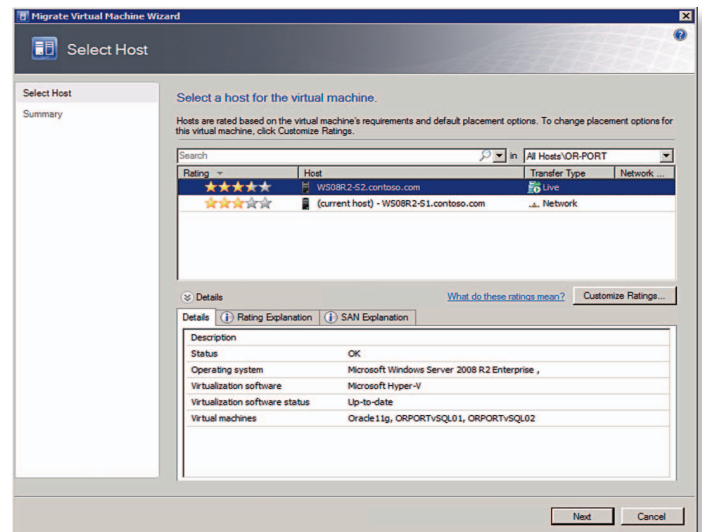 Migrate Virtual Machine Wizard
Select Host
Select Host
Summary
Select a host for the virtual machine.
Hosts are rated based on the virtual machine's requirements and default placement options. To change placement options for
this virtual machine, click Customize Ratings.
Search in All Hosts\OR-PORT
Rating Host Transfer Type Network ...
WS08R2-S2.contoso.com Live
(current host) - WS08R2-S1.contoso.com Network
Details What do these ratings mean? Customize Ratings...
Details Rating Explanation SAN Explanation
Description
Status OK
Operating system Microsoft Windows Server 2008 R2 Enterprise ,
Virtualization software Microsoft Hyper-V
Virtualization software status Up-to-date
Virtual machines Oracle11g, ORPORTvSQL01, ORPORTvSQL02
Next Cancel